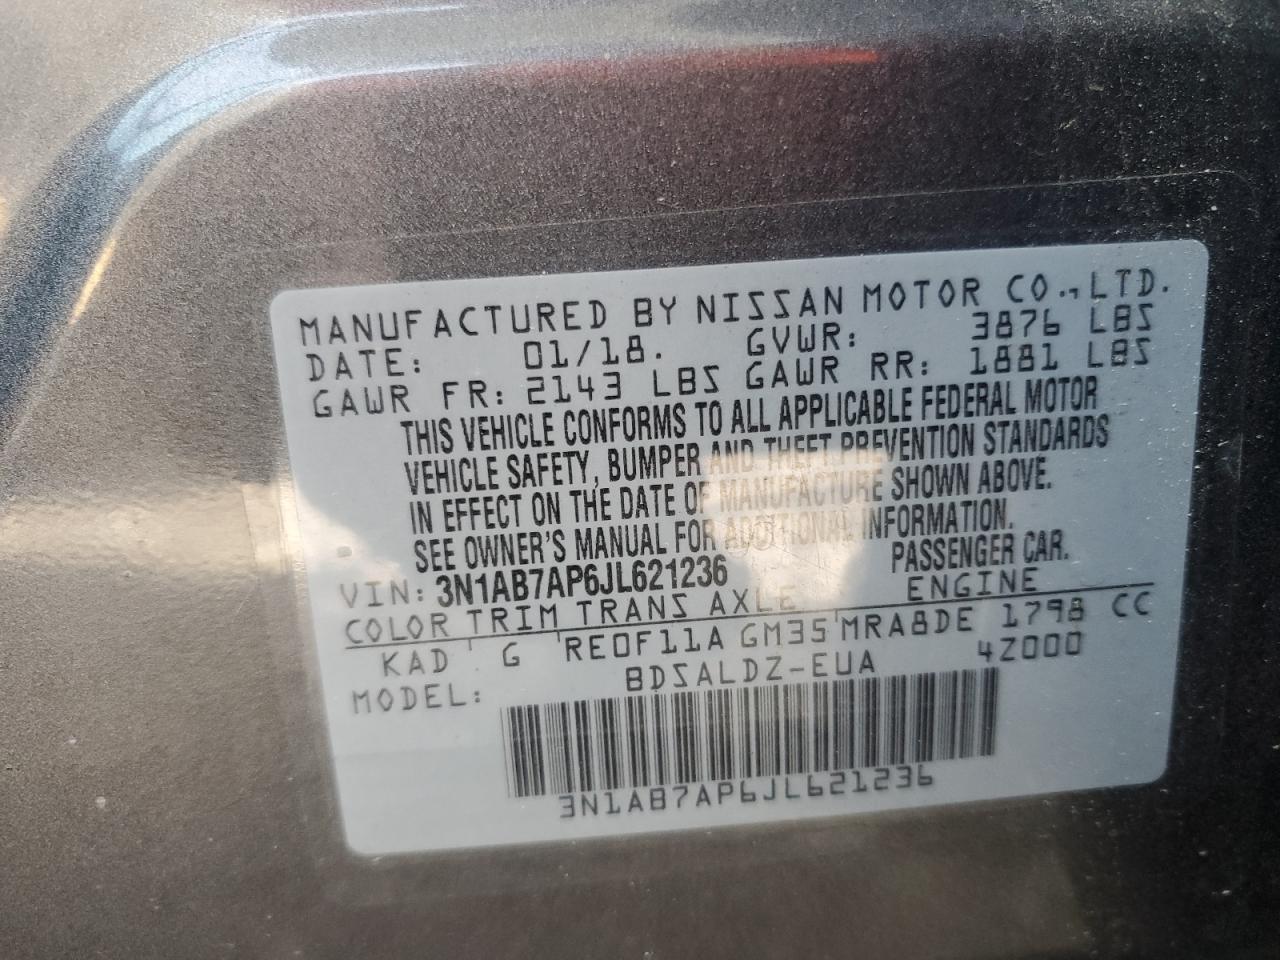 MANUFACTURED BY NISSAN MOTOR CO., LTD.
DATE: 01/18. GVWR: 3876 LBS
GAWR FR: 2143 LBS GAWR RR: 1881 LBS
THIS VEHICLE CONFORMS TO ALL APPLICABLE FEDERAL MOTOR
VEHICLE SAFETY, BUMPER AND THEFT PREVENTION STANDARDS
IN EFFECT ON THE DATE OF MANUFACTURE SHOWN ABOVE.
SEE OWNER'S MANUAL FOR ADDITIONAL INFORMATION.
VIN: 3N1AB7AP6JL621236 PASSENGER CAR.
COLOR TRIM TRANS AXLE ENGINE
KAD G RE0F11A GM35 MRA8DE 1798 CC
MODEL: BDSALDZ-EUA 4Z000
3N1AB7AP6JL621236